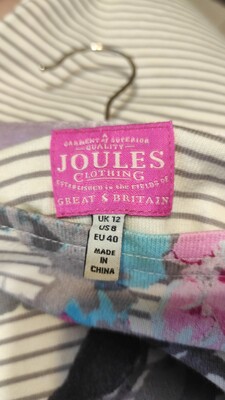 A
GARMENT of SUPERIOR
QUALITY
JOULES
CLOTHING
ESTABLISHED in the FIELDS OF
GREAT BRITAIN
UK 12
US 8
EU 40
MADE
IN
CHINA